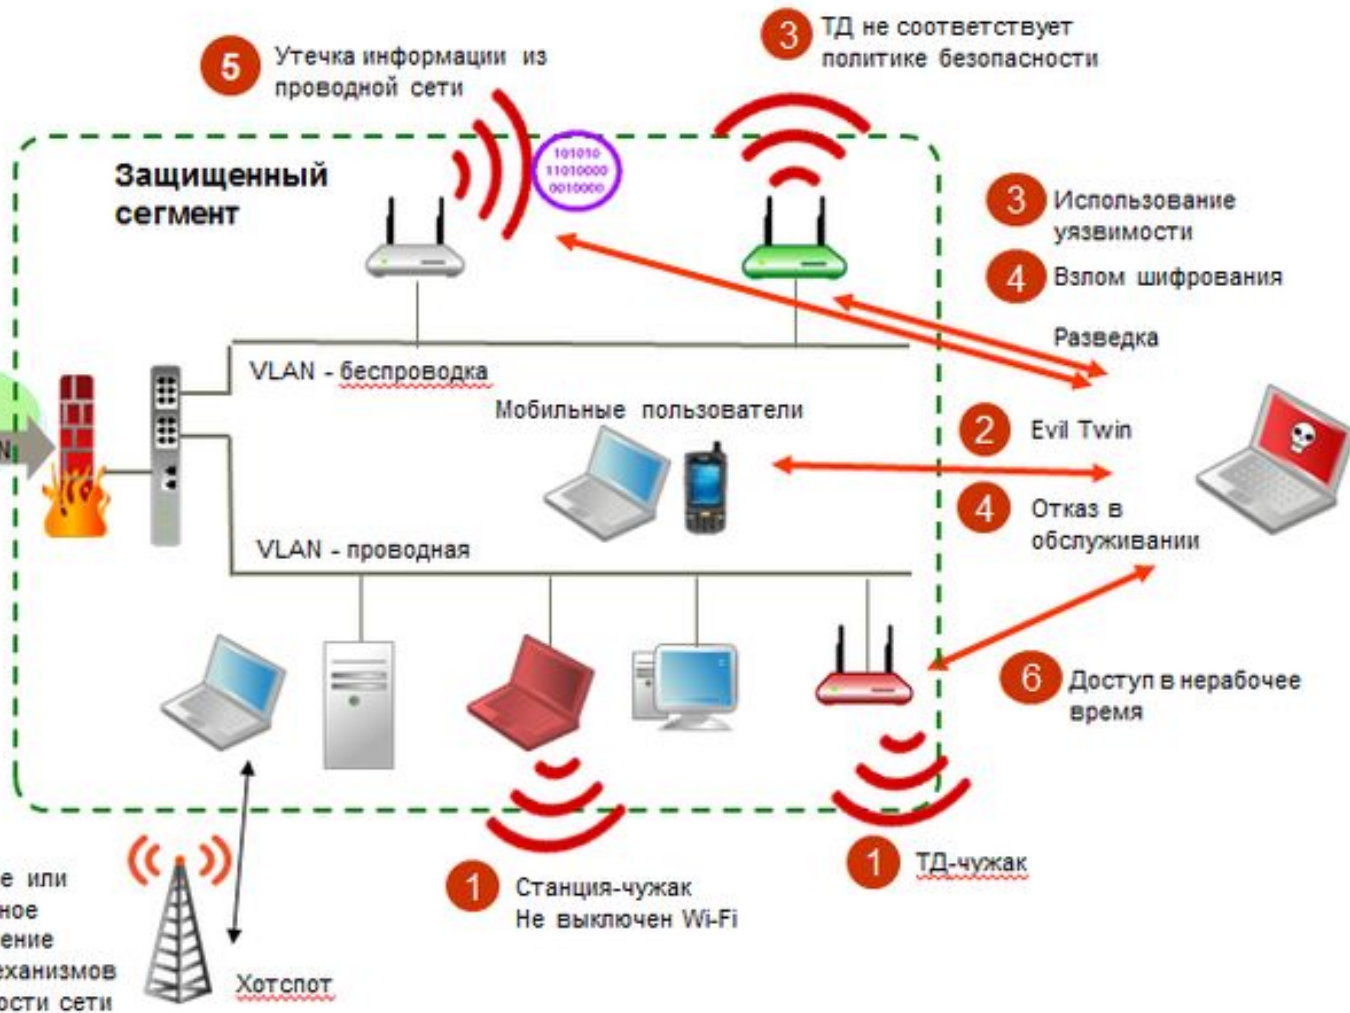 5
Утечка информации из
проводной сети
3
ТД не соответствует
политике безопасности
Защищенный
сегмент
101010
11010000
0010000
3
Использование
уязвимости
4
Взлом шифрования
Разведка
VLAN - беспроводка
Мобильные пользователи
N
2
Evil Twin
4
Отказ в
обслуживании
VLAN - проводная
6
Доступ в нерабочее
время
1
ТД-чужак
1
Станция-чужак
Не выключен Wi-Fi
е или
ное
ение
еханизмов
ости сети
Хотспот